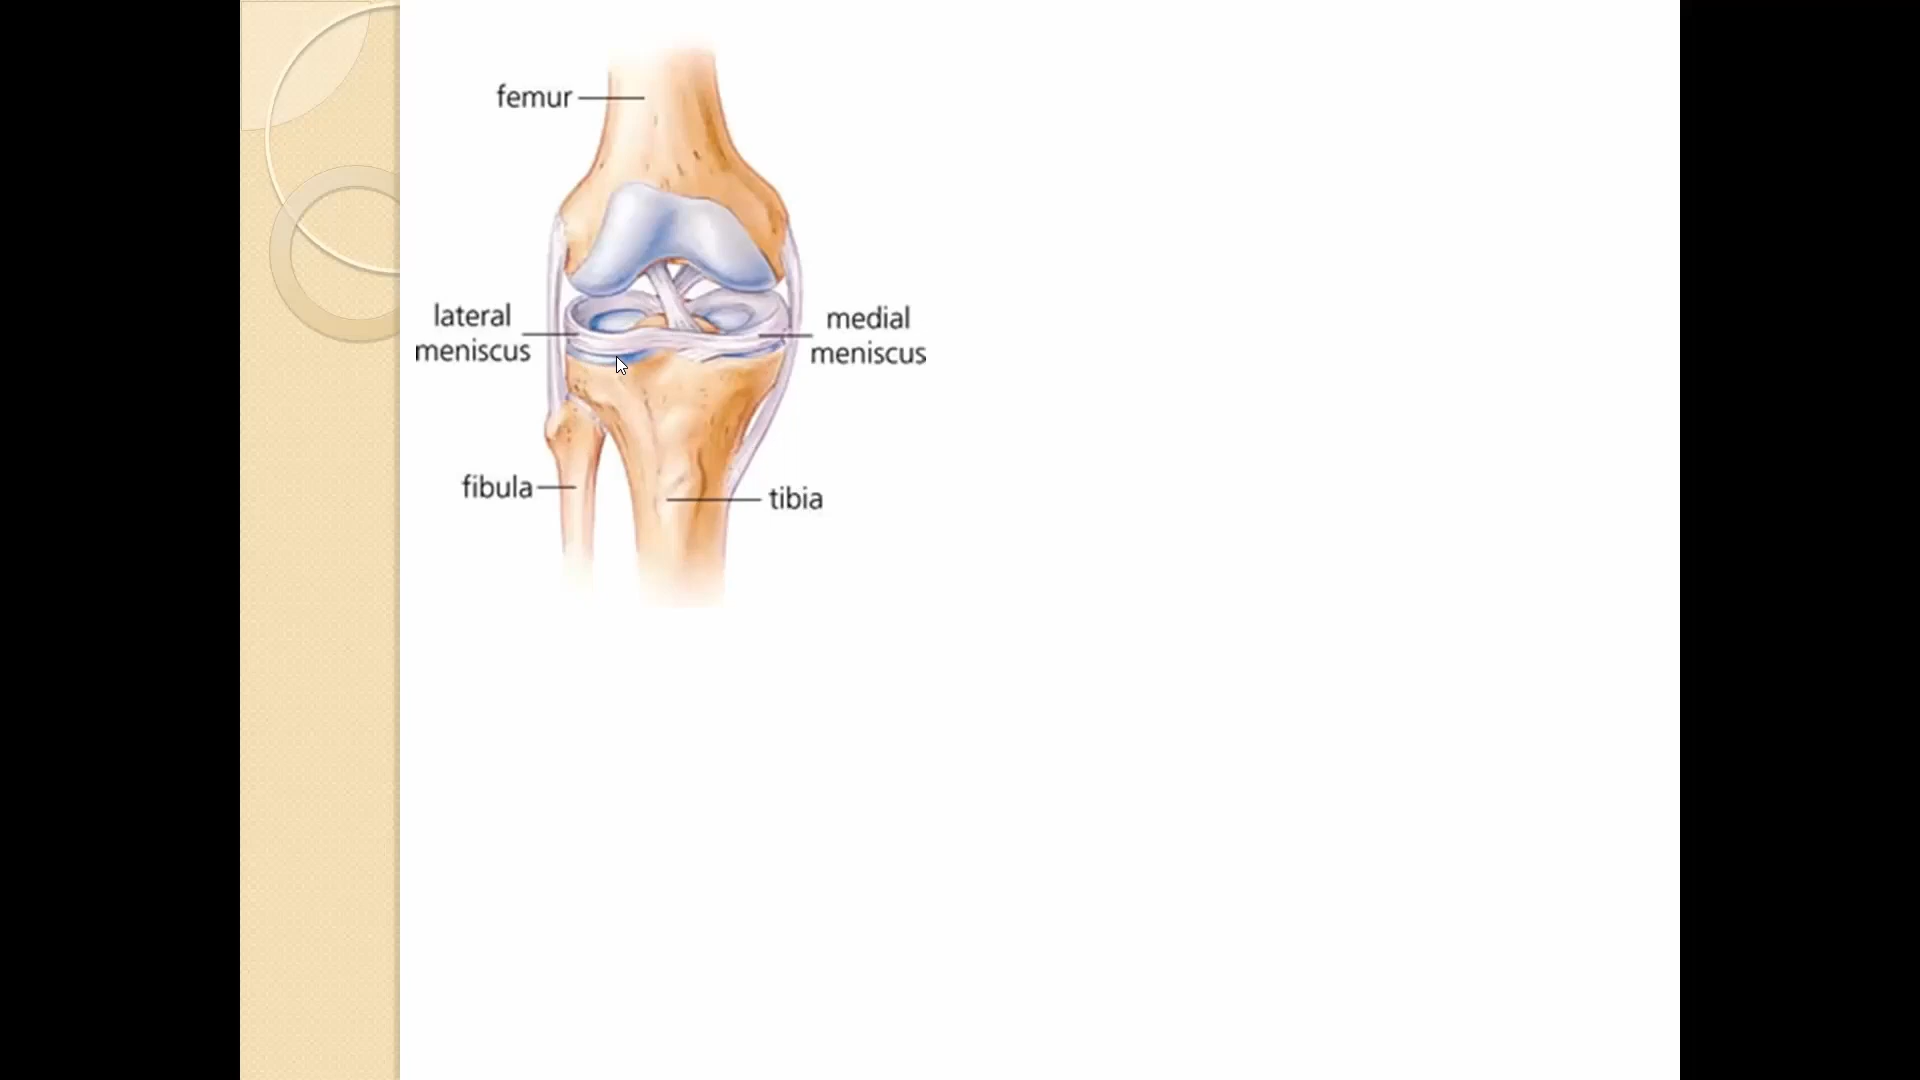 femur
lateral
meniscus
medial
meniscus
fibula
tibia